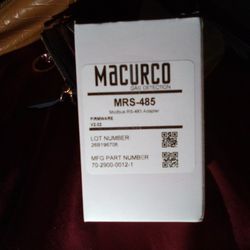 MACURCO
GAS DETECTION
MRS-485
Modbus RS-485 Adapter
FIRMWARE
V2.02
LOT NUMBER
268196706
MFG PART NUMBER
70-2900-0012-1